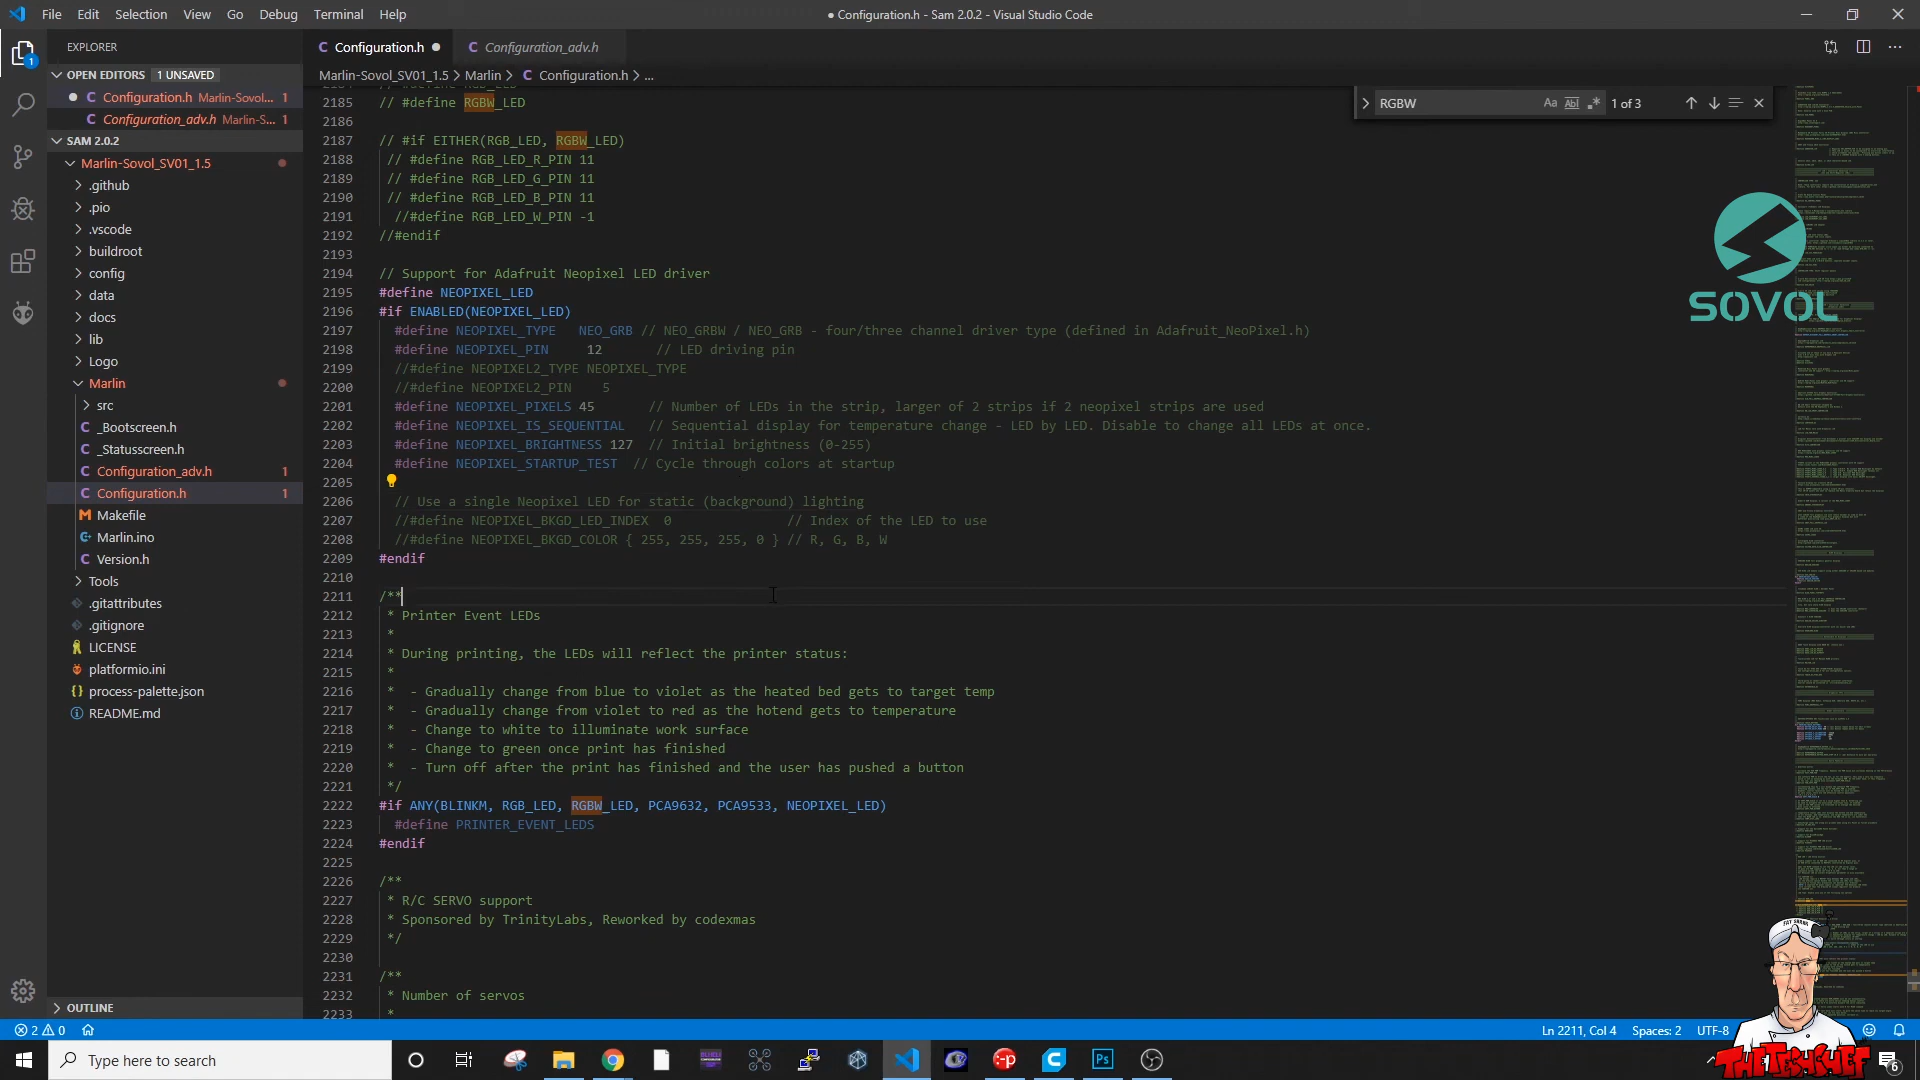 File Edit Selection View Go Debug Terminal Help
● Configuration.h - Sam 2.0.2 - Visual Studio Code
EXPLORER
OPEN EDITORS 1 UNSAVED
Configuration.h Marlin-Sovol... 1
Configuration_adv.h Marlin-S... 1
SAM 2.0.2
Marlin-Sovol_SV01_1.5
.github
.pio
.vscode
buildroot
config
data
docs
lib
Logo
Marlin
src
_Bootscreen.h
_Statusscreen.h
Configuration_adv.h 1
Configuration.h 1
Makefile
Marlin.ino
Version.h
Tools
.gitattributes
.gitignore
LICENSE
platformio.ini
process-palette.json
README.md
OUTLINE
Configuration.h
Configuration_adv.h
Marlin-Sovol_SV01_1.5 > Marlin > Configuration.h > ...
RGBW
1 of 3
2185 // #define RGBW_LED
2186
2187 // #if EITHER(RGB_LED, RGBW_LED)
2188 // #define RGB_LED_R_PIN 11
2189 // #define RGB_LED_G_PIN 11
2190 // #define RGB_LED_B_PIN 11
2191 //#define RGB_LED_W_PIN -1
2192 //#endif
2193
2194 // Support for Adafruit Neopixel LED driver
2195 #define NEOPIXEL_LED
2196 #if ENABLED(NEOPIXEL_LED)
2197 #define NEOPIXEL_TYPE NEO_GRB // NEO_GRBW / NEO_GRB - four/three channel driver type (defined in Adafruit_NeoPixel.h)
2198 #define NEOPIXEL_PIN 12 // LED driving pin
2199 //#define NEOPIXEL2_TYPE NEOPIXEL_TYPE
2200 //#define NEOPIXEL2_PIN 5
2201 #define NEOPIXEL_PIXELS 45 // Number of LEDs in the strip, larger of 2 strips if 2 neopixel strips are used
2202 #define NEOPIXEL_IS_SEQUENTIAL // Sequential display for temperature change - LED by LED. Disable to change all LEDs at once.
2203 #define NEOPIXEL_BRIGHTNESS 127 // Initial brightness (0-255)
2204 #define NEOPIXEL_STARTUP_TEST // Cycle through colors at startup
2205
2206 // Use a single Neopixel LED for static (background) lighting
2207 //#define NEOPIXEL_BKGD_LED_INDEX 0 // Index of the LED to use
2208 //#define NEOPIXEL_BKGD_COLOR { 255, 255, 255, 0 } // R, G, B, W
2209 #endif
2210
2211 /**
2212 * Printer Event LEDs
2213 *
2214 * During printing, the LEDs will reflect the printer status:
2215 *
2216 * - Gradually change from blue to violet as the heated bed gets to target temp
2217 * - Gradually change from violet to red as the hotend gets to temperature
2218 * - Change to white to illuminate work surface
2219 * - Change to green once print has finished
2220 * - Turn off after the print has finished and the user has pushed a button
2221 */
2222 #if ANY(BLINKM, RGB_LED, RGBW_LED, PCA9632, PCA9533, NEOPIXEL_LED)
2223 #define PRINTER_EVENT_LEDS
2224 #endif
2225
2226 /**
2227 * R/C SERVO support
2228 * Sponsored by TrinityLabs, Reworked by codexmas
2229 */
2230
2231 /**
2232 * Number of servos
2233 *
SOVOL
2 0
Ln 2211, Col 4 Spaces: 2 UTF-8
THETECHCHEF
Type here to search
6